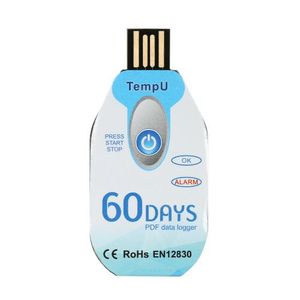 TempU
PRESS
START
STOP
OK
ALARM
60DAYS
PDF data logger
CE RoHs EN12830